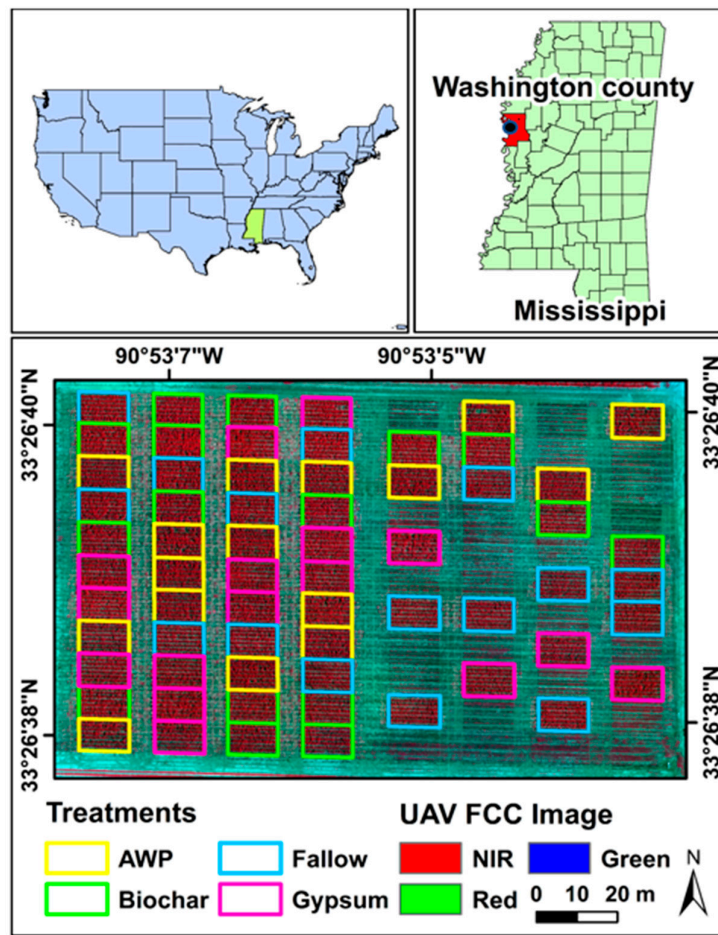 Washington county
Mississippi
90°53'7"W 90°53'5"W
33°26'40"N 33°26'40"N
33°26'38"N 33°26'38"N
Treatments UAV FCC Image
AWP Fallow NIR Green N
Biochar Gypsum Red 0 10 20 m